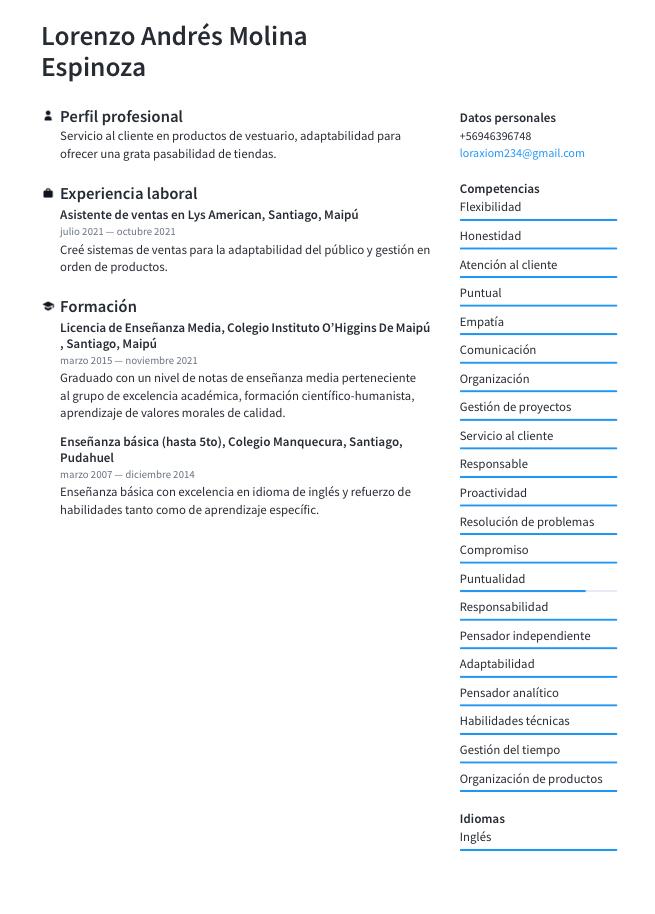 Lorenzo Andrés Molina
Espinoza
Perfil profesional
Servicio al cliente en productos de vestuario, adaptabilidad para
ofrecer una grata pasabilidad de tiendas.
Experiencia laboral
Asistente de ventas en Lys American, Santiago, Maipú
julio 2021 — octubre 2021
Creé sistemas de ventas para la adaptabilidad del público y gestión en
orden de productos.
Formación
Licencia de Enseñanza Media, Colegio Instituto O'Higgins De Maipú
, Santiago, Maipú
marzo 2015 — noviembre 2021
Graduado con un nivel de notas de enseñanza media perteneciente
al grupo de excelencia académica, formación científico-humanista,
aprendizaje de valores morales de calidad.
Enseñanza básica (hasta 5to), Colegio Manquecura, Santiago,
Pudahuel
marzo 2007 — diciembre 2014
Enseñanza básica con excelencia en idioma de inglés y refuerzo de
habilidades tanto como de aprendizaje específic.
Datos personales
+56946396748
loraxiom234@gmail.com
Competencias
Flexibilidad
Honestidad
Atención al cliente
Puntual
Empatía
Comunicación
Organización
Gestión de proyectos
Servicio al cliente
Responsable
Proactividad
Resolución de problemas
Compromiso
Puntualidad
Responsabilidad
Pensador independiente
Adaptabilidad
Pensador analítico
Habilidades técnicas
Gestión del tiempo
Organización de productos
Idiomas
Inglés